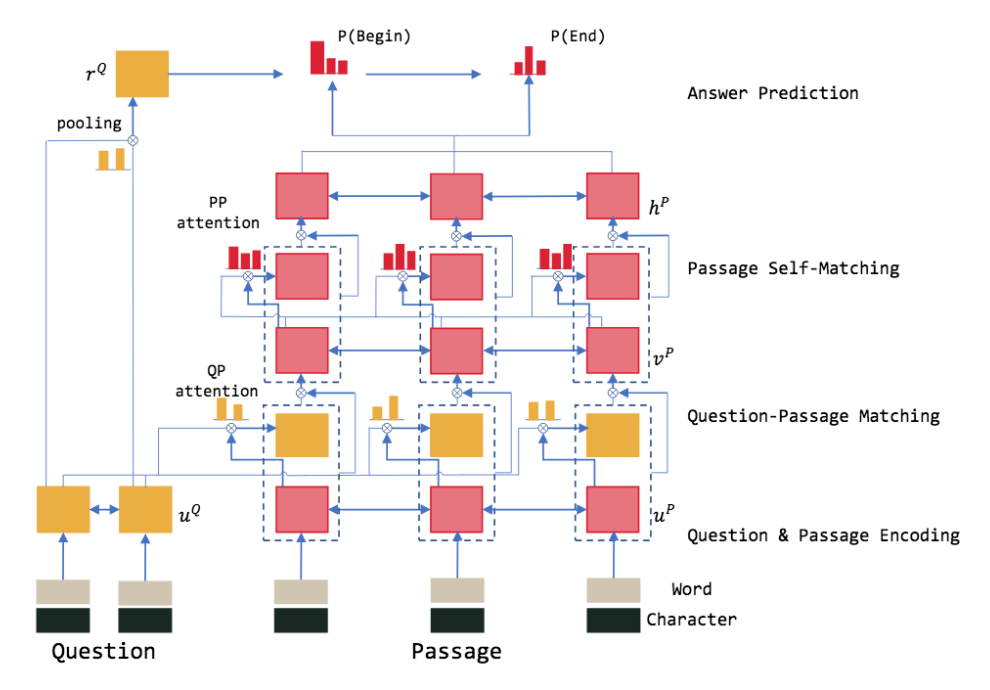 P(Begin)
P(End)
r^Q
Answer Prediction
pooling
PP
attention
h^P
Passage Self-Matching
v^P
QP
attention
Question-Passage Matching
u^Q
u^P
Question & Passage Encoding
Word
Character
Question
Passage